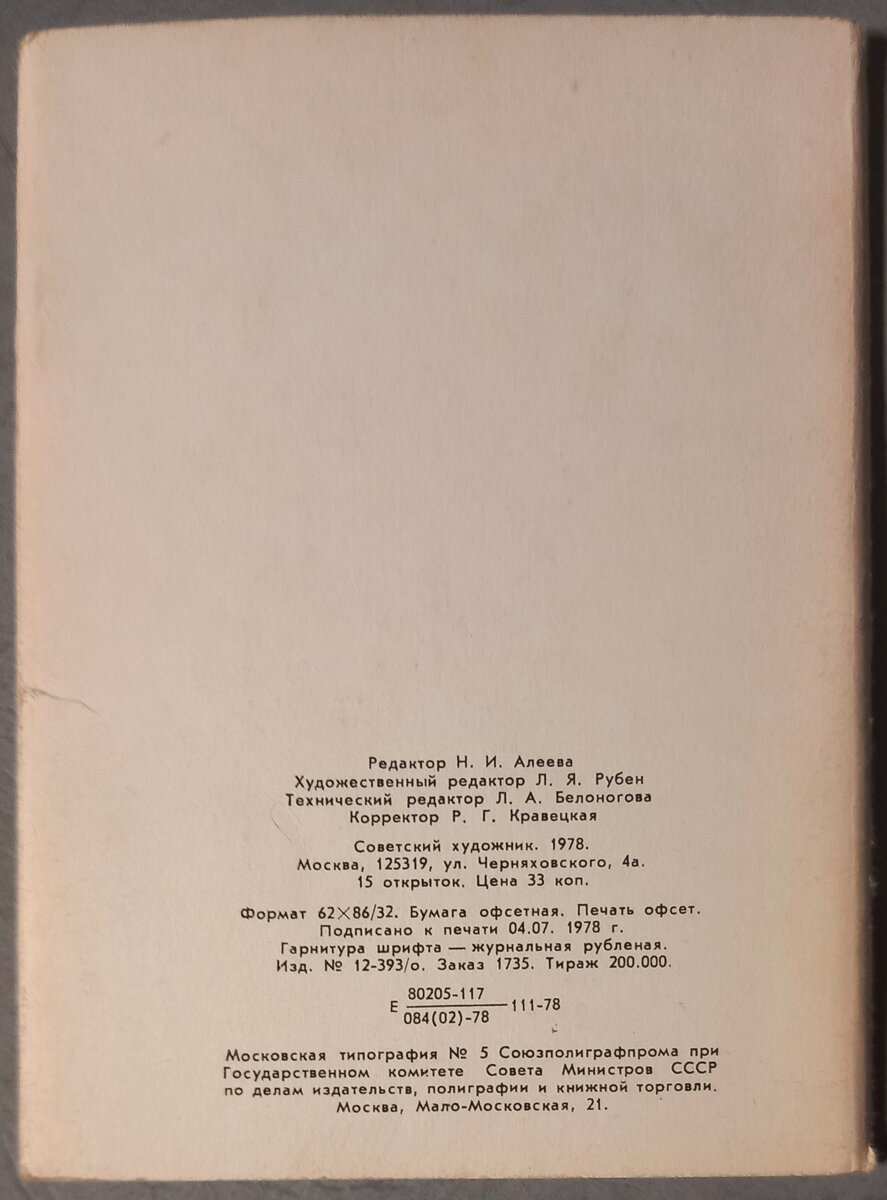 Редактор Н. И. Алеева
Художественный редактор Л. Я. Рубен
Технический редактор Л. А. Белоногова
Корректор Р. Г. Кравецкая
Советский художник. 1978.
Москва, 125319, ул. Черняховского, 4а.
15 открыток. Цена 33 коп.
Формат 62×86/32. Бумага офсетная. Печать офсет.
Подписано к печати 04.07. 1978 г.
Гарнитура шрифта — журнальная рубленая.
Изд. № 12-393/о. Заказ 1735. Тираж 200.000.
80205-117
Е 111-78
084(02)-78
Московская типография № 5 Союзполиграфпрома при
Государственном комитете Совета Министров СССР
по делам издательств, полиграфии и книжной торговли.
Москва, Мало-Московская, 21.